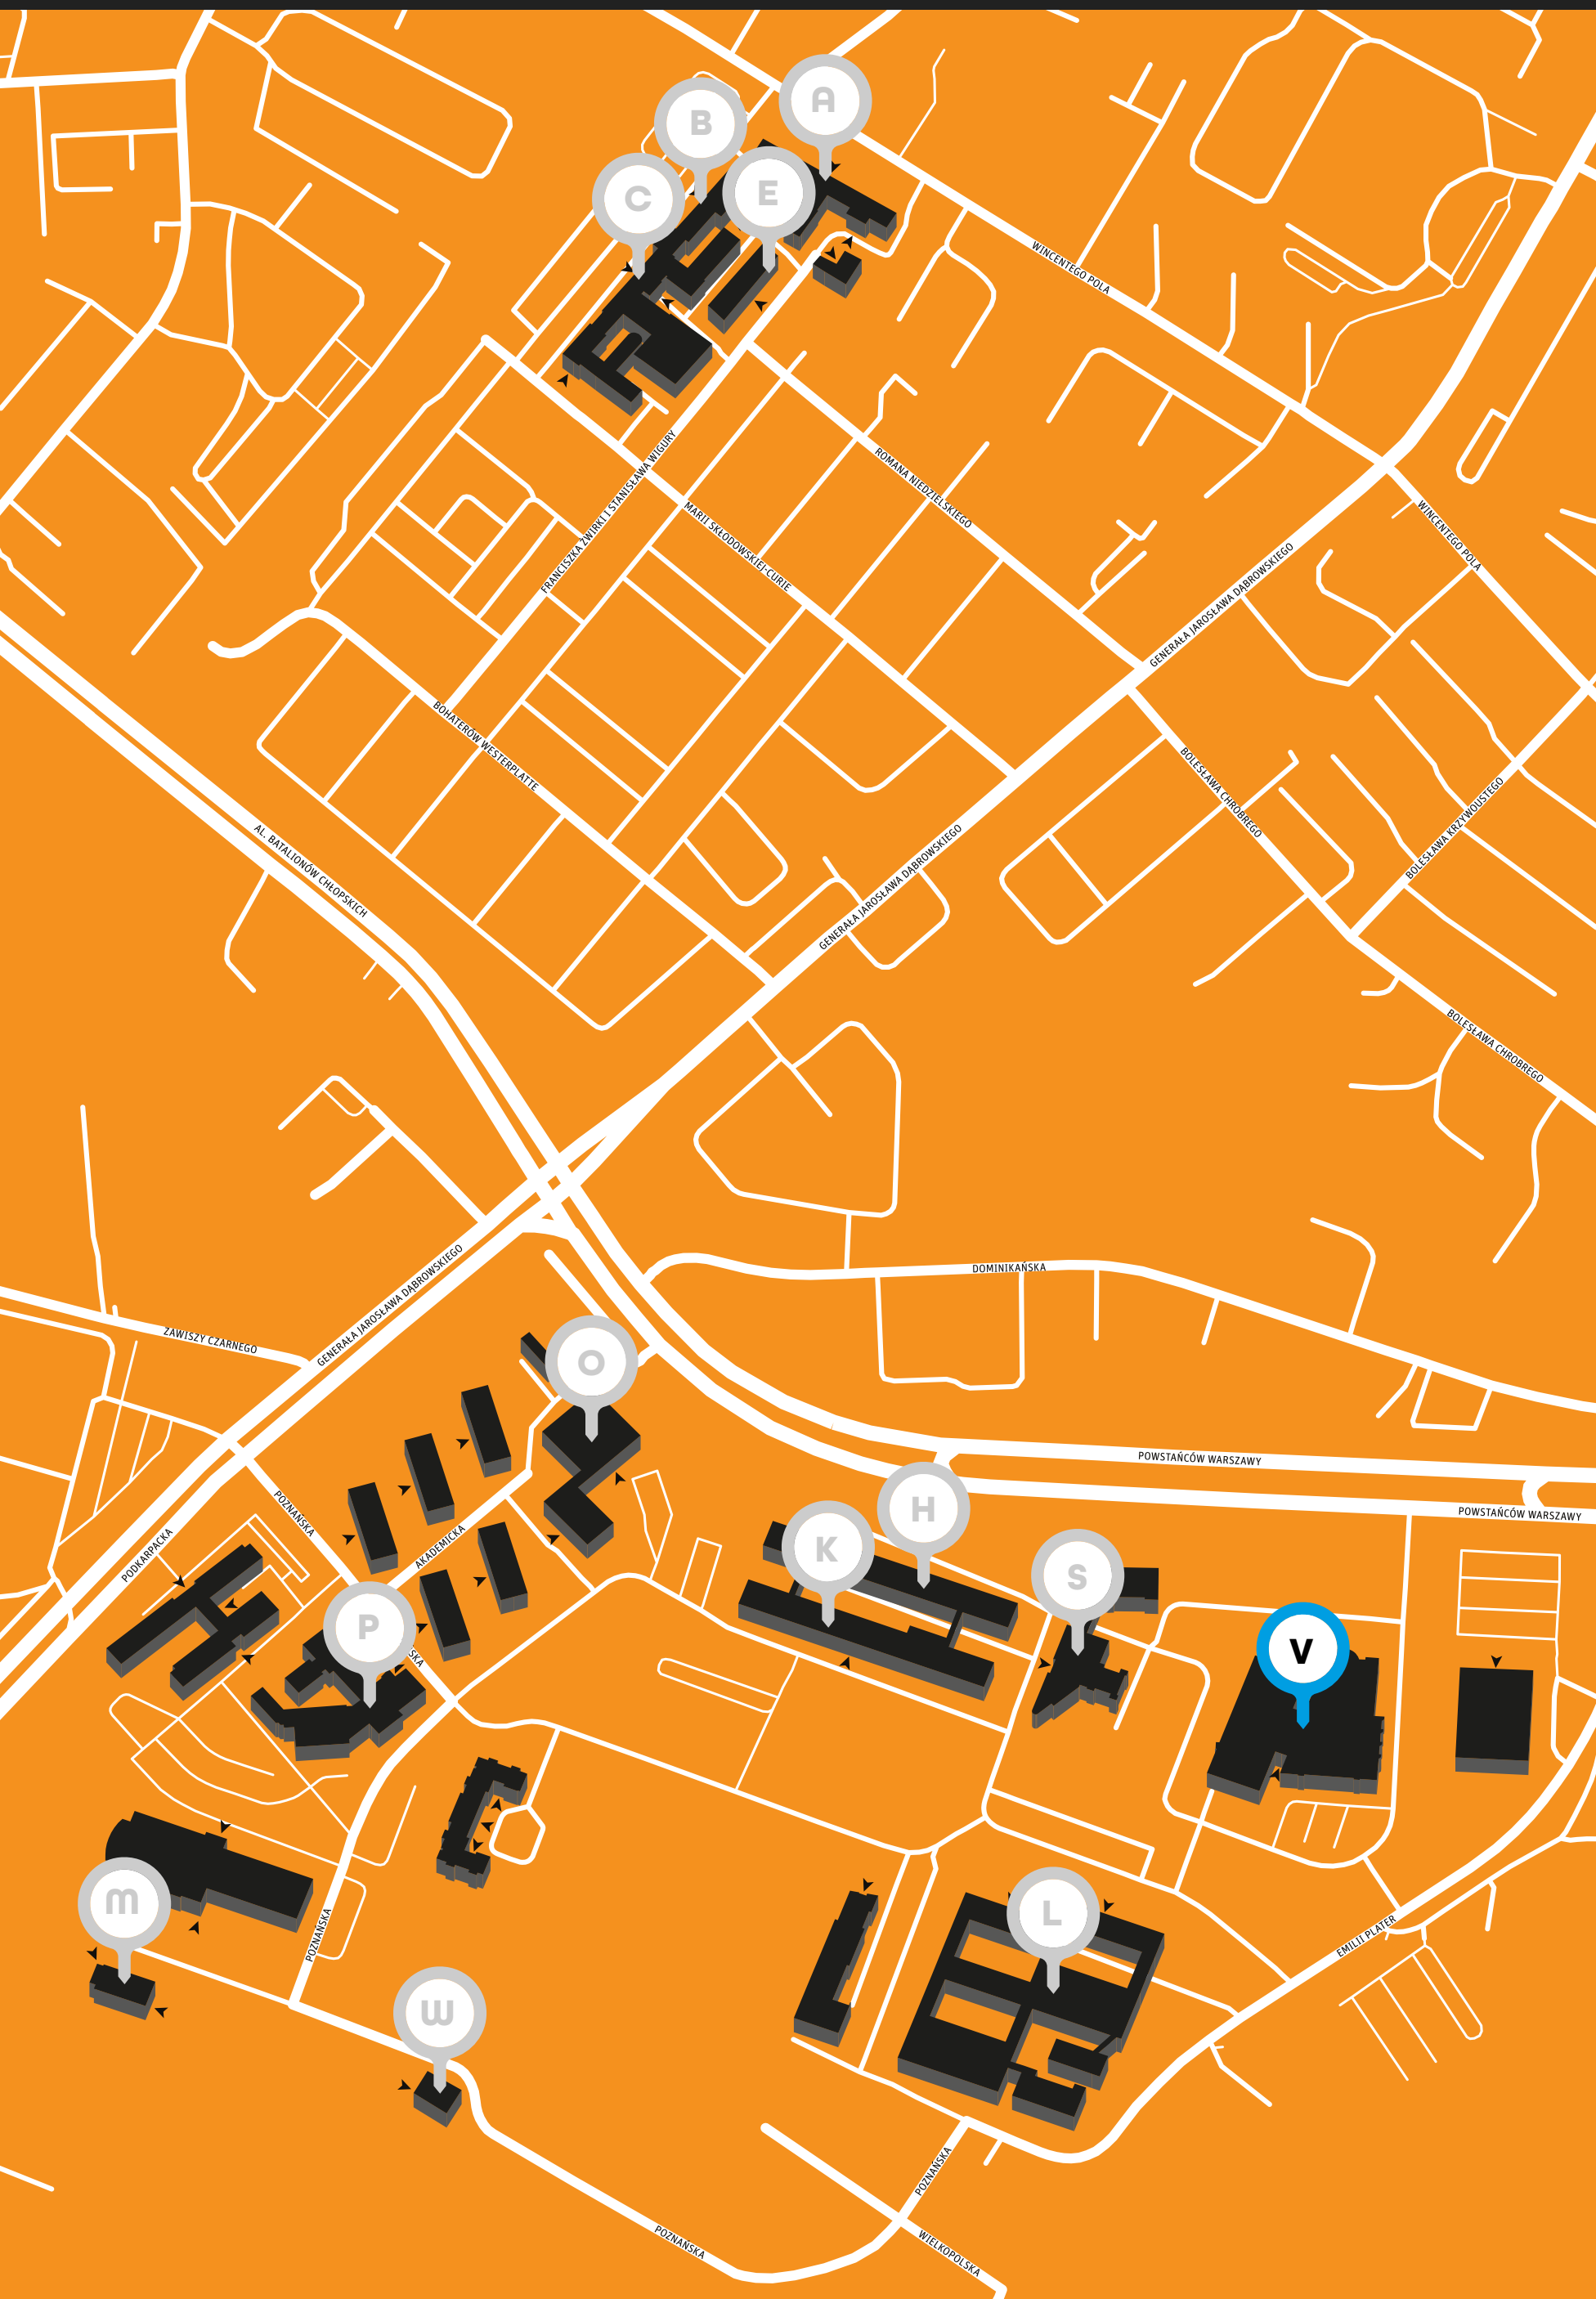 A
B
E
C
WINCENTEGO POLA
FRANCISZKA ŻWIRKI I STANISŁAWA WIGURY
ROMANA NIEDZIELSKIEGO
MARII SKŁODOWSKIEJ-CURIE
WINCENTEGO POLA
GENERAŁA JAROSŁAWA DĄBROWSKIEGO
BOHATERÓW WESTERPLATTE
BOLESŁAWA CHROBREGO
BOLESŁAWA KRZYWOUSTEGO
AL. BATALIONÓW CHŁOPSKICH
GENERAŁA JAROSŁAWA DĄBROWSKIEGO
BOLESŁAWA CHROBREGO
DOMINIKAŃSKA
GENERAŁA JAROSŁAWA DĄBROWSKIEGO
ZAWISZY CZARNEGO
O
POWSTAŃCÓW WARSZAWY
POWSTAŃCÓW WARSZAWY
POZNAŃSKA
H
AKADEMICKA
PODKARPACKA
K
S
P
SKA
V
M
L
POZNAŃSKA
EMILII PLATER
W
POZNAŃSKA
POZNAŃSKA
WIELKOPOLSKA